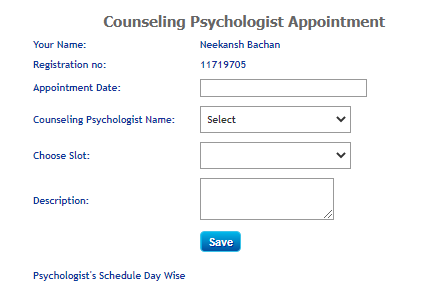 Counseling Psychologist Appointment
Your Name: Neekansh Bachan
Registration no: 11719705
Appointment Date:
Counseling Psychologist Name: Select
Choose Slot:
Description:
Save
Psychologist's Schedule Day Wise